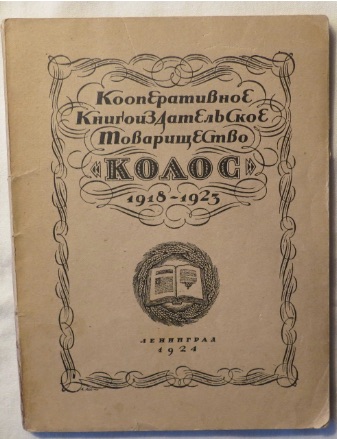 Кооперативное
Книгоиздательское
Товарищество
«КОЛОС»
1918-1923
ЛЕНИНГРАД
1924